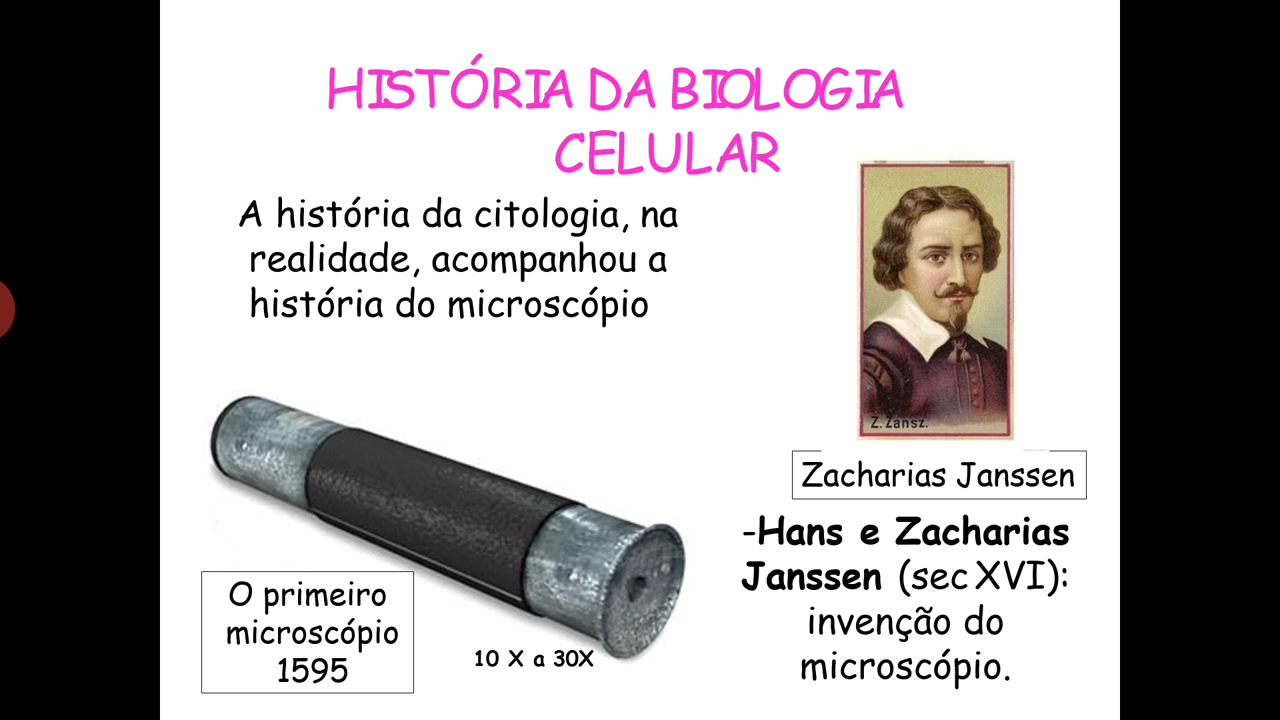 HISTÓRIA DA BIOLOGIA
CELULAR
A história da citologia, na
realidade, acompanhou a
história do microscópio
Z. Zansz.
Zacharias Janssen
-Hans e Zacharias
Janssen (sec XVI):
invenção do
microscópio.
O primeiro
microscópio
1595
10 X a 30X